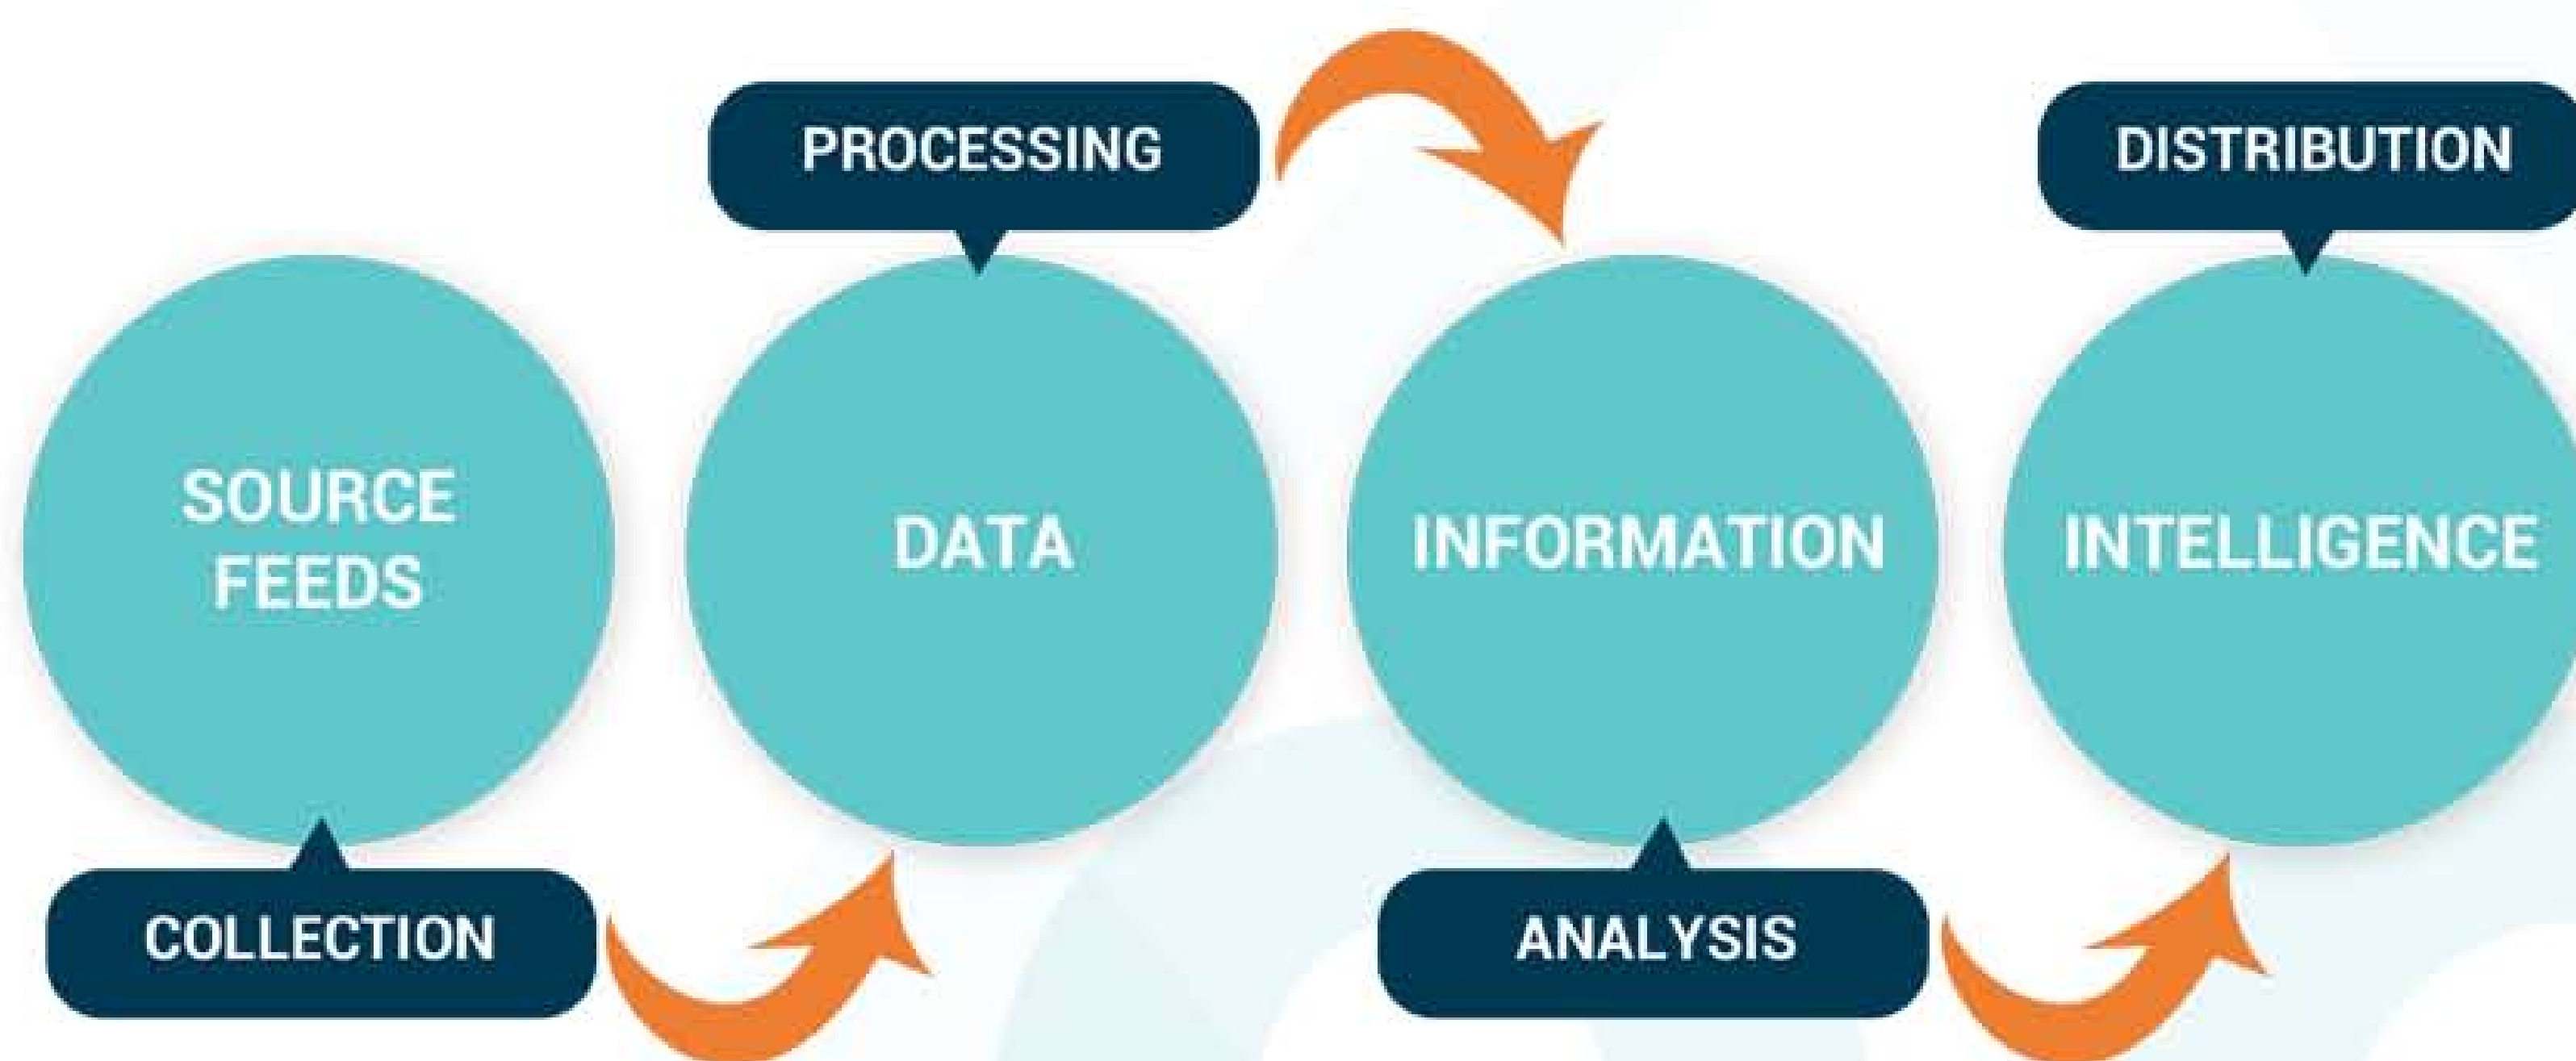 SOURCE
FEEDS
COLLECTION
PROCESSING
DATA
INFORMATION
ANALYSIS
DISTRIBUTION
INTELLIGENCE